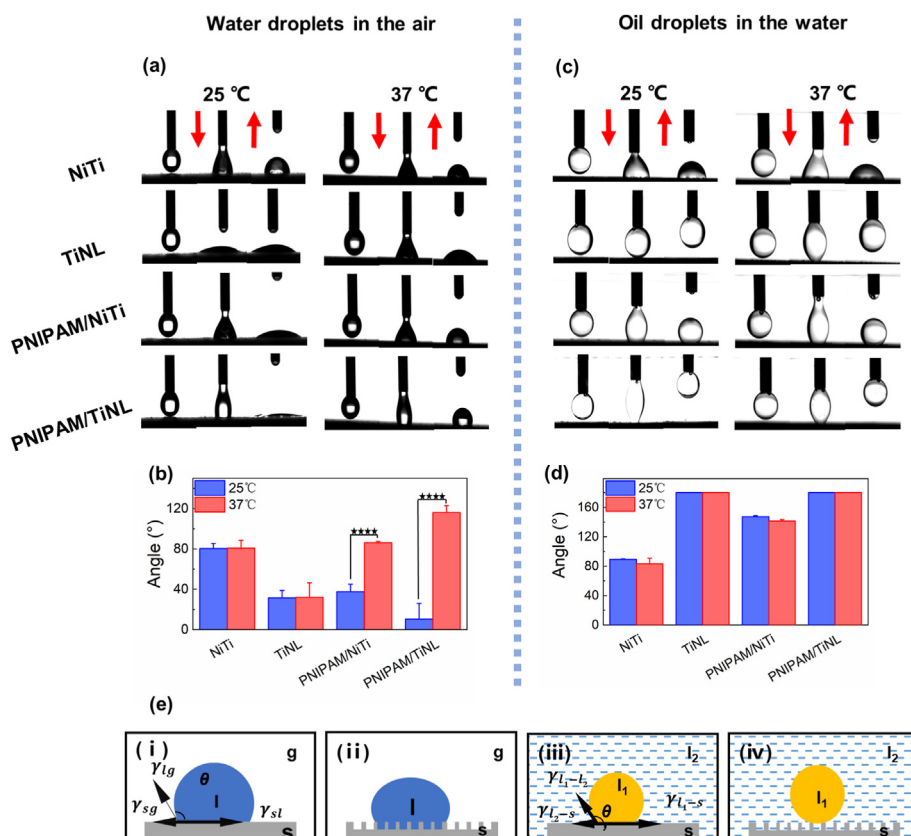 Water droplets in the air
Oil droplets in the water
(a)
25 ℃
37 ℃
(c)
25 ℃
37 ℃
NiTi
TiNL
PNIPAM/NiTi
PNIPAM/TiNL
(b)
25℃
37℃
★★★★
★★★★
Angle (°)
120
80
40
0
NiTi
TiNL
PNIPAM/NiTi
PNIPAM/TiNL
(d)
25℃
37℃
Angle (°)
160
80
0
NiTi
TiNL
PNIPAM/NiTi
PNIPAM/TiNL
(e)
(i)
g
γlg
θ
l
γsg
γsl
s
(ii)
g
l
s
(iii)
l2
γl1-l2
l1
γl2-s
θ
γl1-s
s
(iv)
l2
l1
s